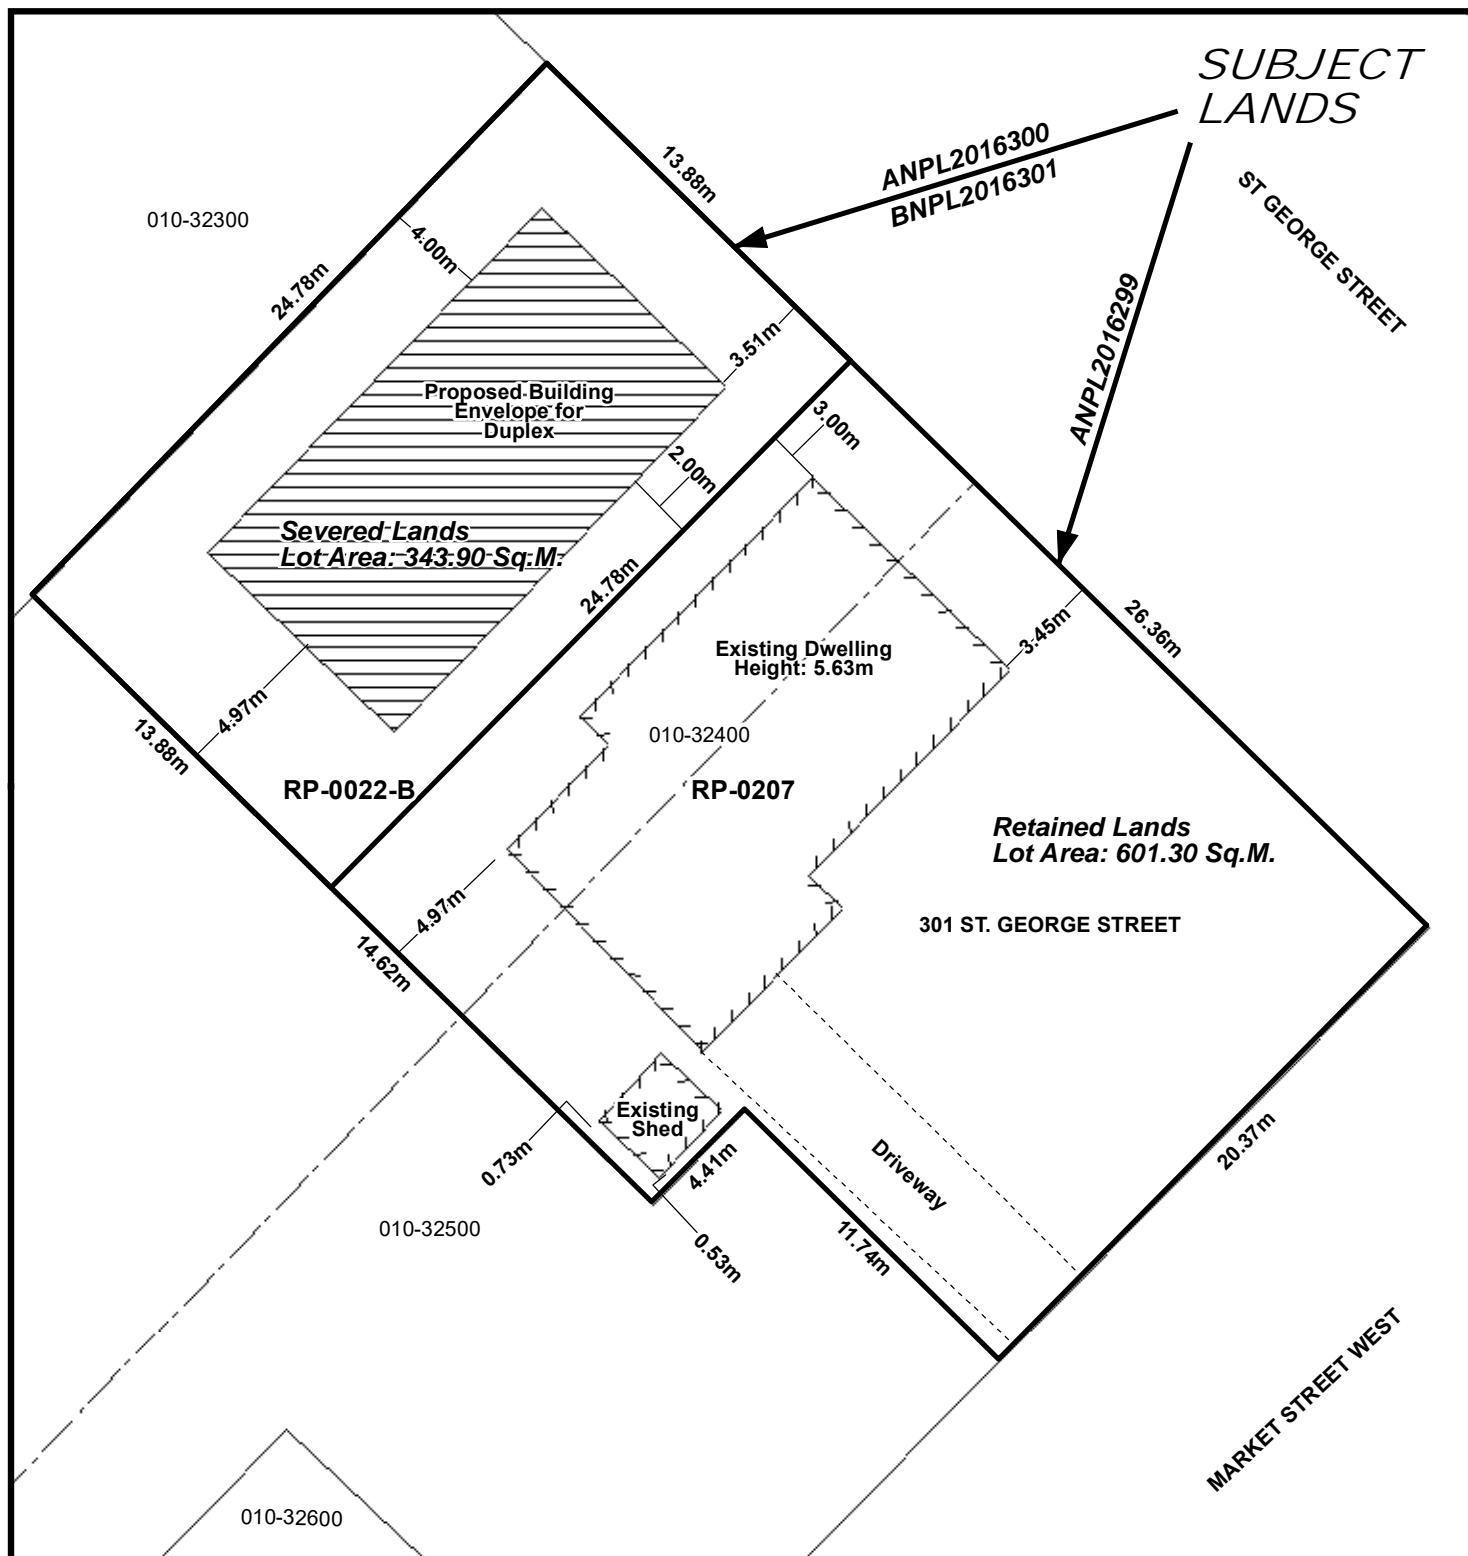 SUBJECT
LANDS
ANPL2016300
BNPL2016301
13.88m
ST GEORGE STREET
010-32300
4.00m
24.78m
ANPL2016299
3.51m
Proposed Building
Envelope for
Duplex
3.00m
2.00m
Severed Lands
Lot Area: 343.90 Sq.M.
24.78m
26.36m
3.45m
Existing Dwelling
Height: 5.63m
4.97m
13.88m
010-32400
RP-0022-B
RP-0207
Retained Lands
Lot Area: 601.30 Sq.M.
4.97m
301 ST. GEORGE STREET
14.62m
Existing
Shed
0.73m
4.41m
Driveway
20.37m
010-32500
0.53m
11.74m
MARKET STREET WEST
010-32600